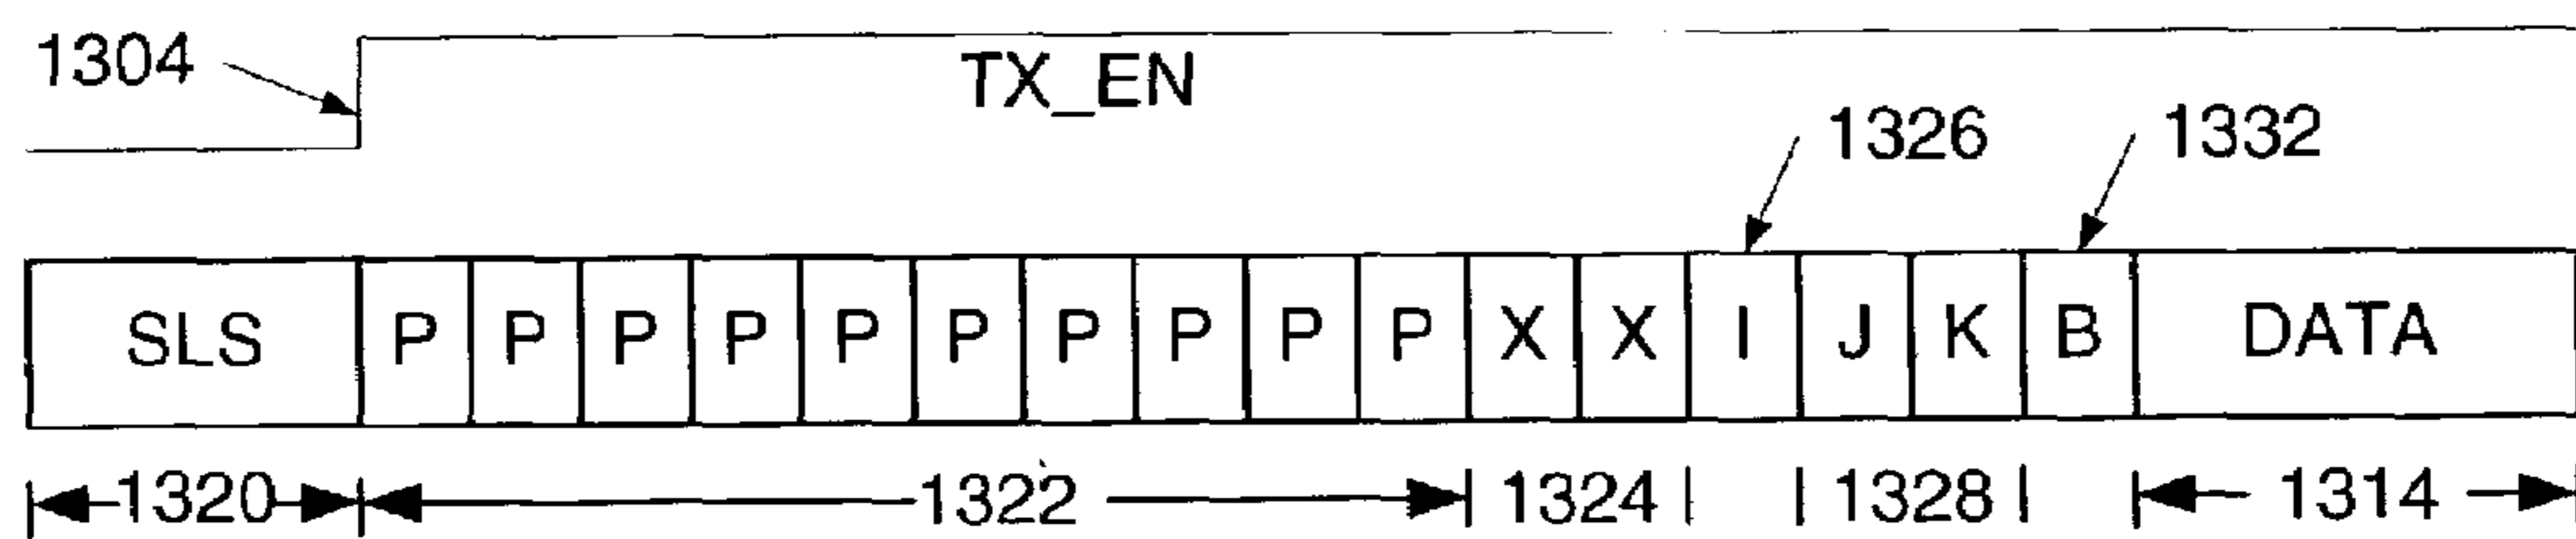 1304
TX_EN
1326
1332
SLS P P P P P P P P P P X X I J K B DATA
1320 1322 1324 1328 1314